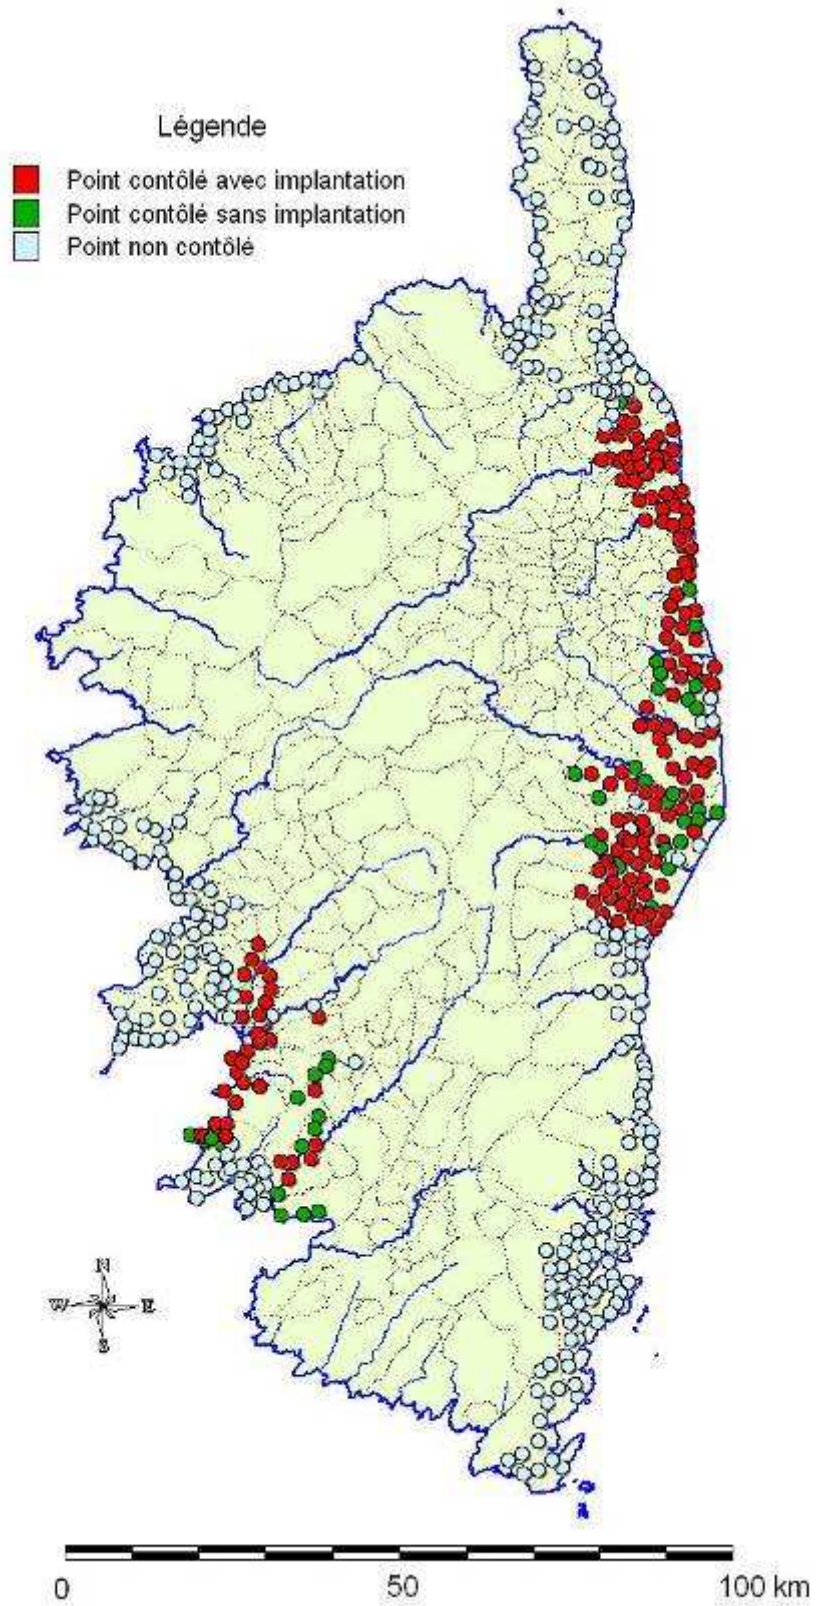 Légende
Point contôlé avec implantation
Point contôlé sans implantation
Point non contôlé
N
W E
S
0 50 100 km